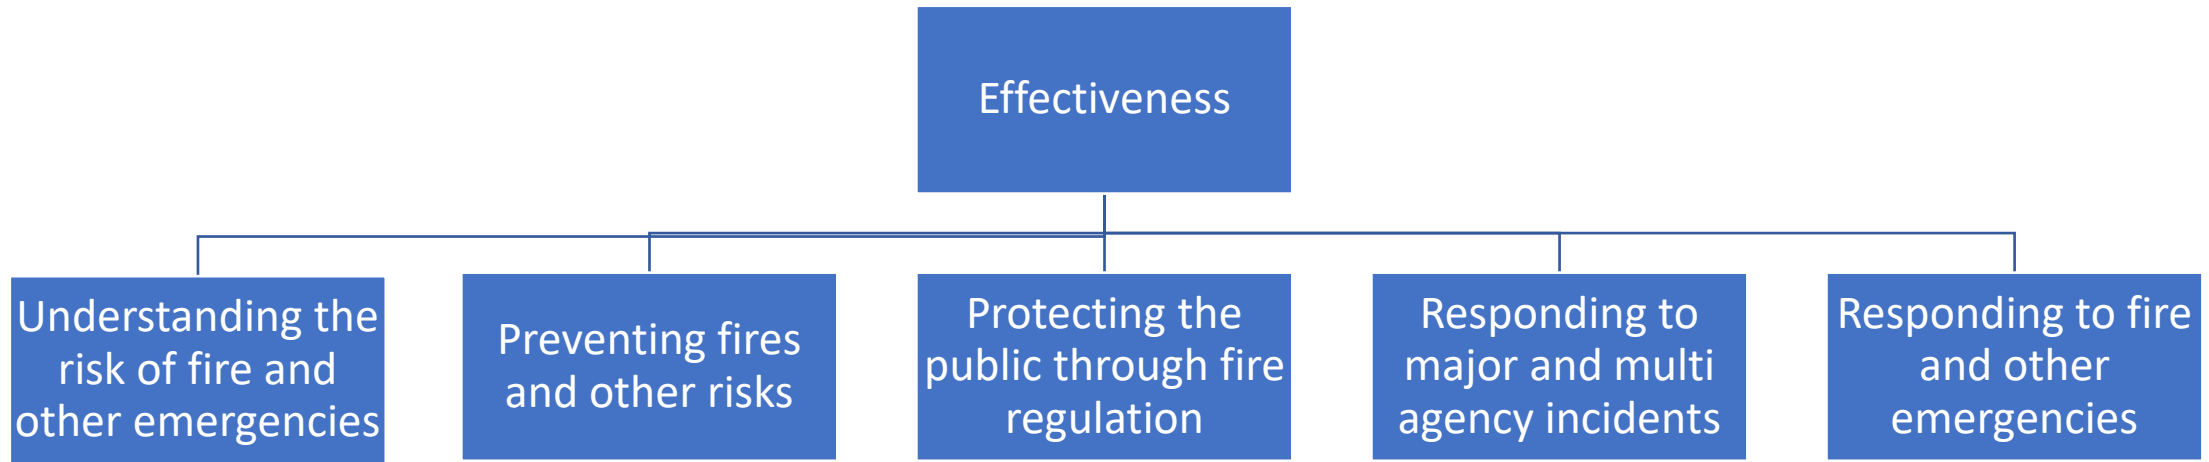 Effectiveness
Understanding the
risk of fire and
other emergencies
Preventing fires
and other risks
Protecting the
public through fire
regulation
Responding to
major and multi
agency incidents
Responding to fire
and other
emergencies